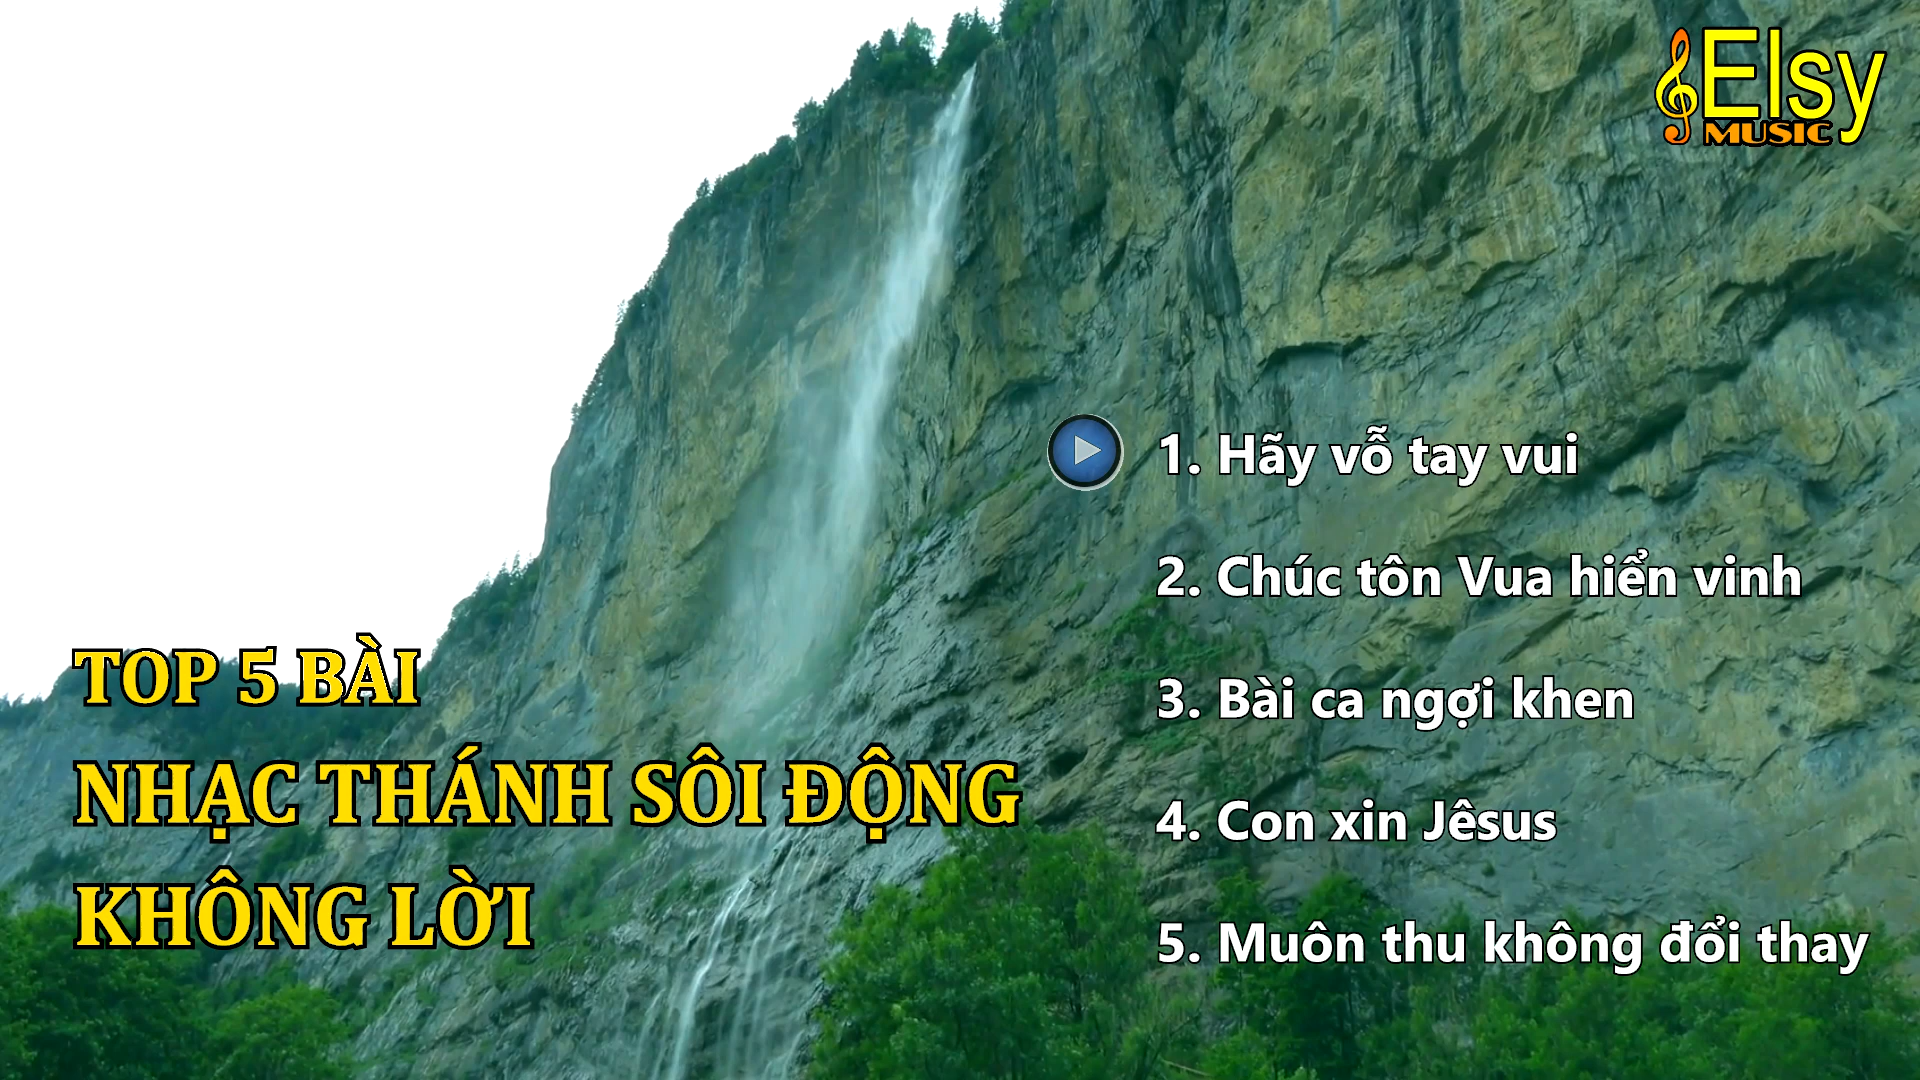 Elsy
MUSIC
1. Hãy vỗ tay vui
2. Chúc tôn Vua hiển vinh
3. Bài ca ngợi khen
4. Con xin Jêsus
5. Muôn thu không đổi thay
TOP 5 BÀI
NHẠC THÁNH SÔI ĐỘNG
KHÔNG LỜI